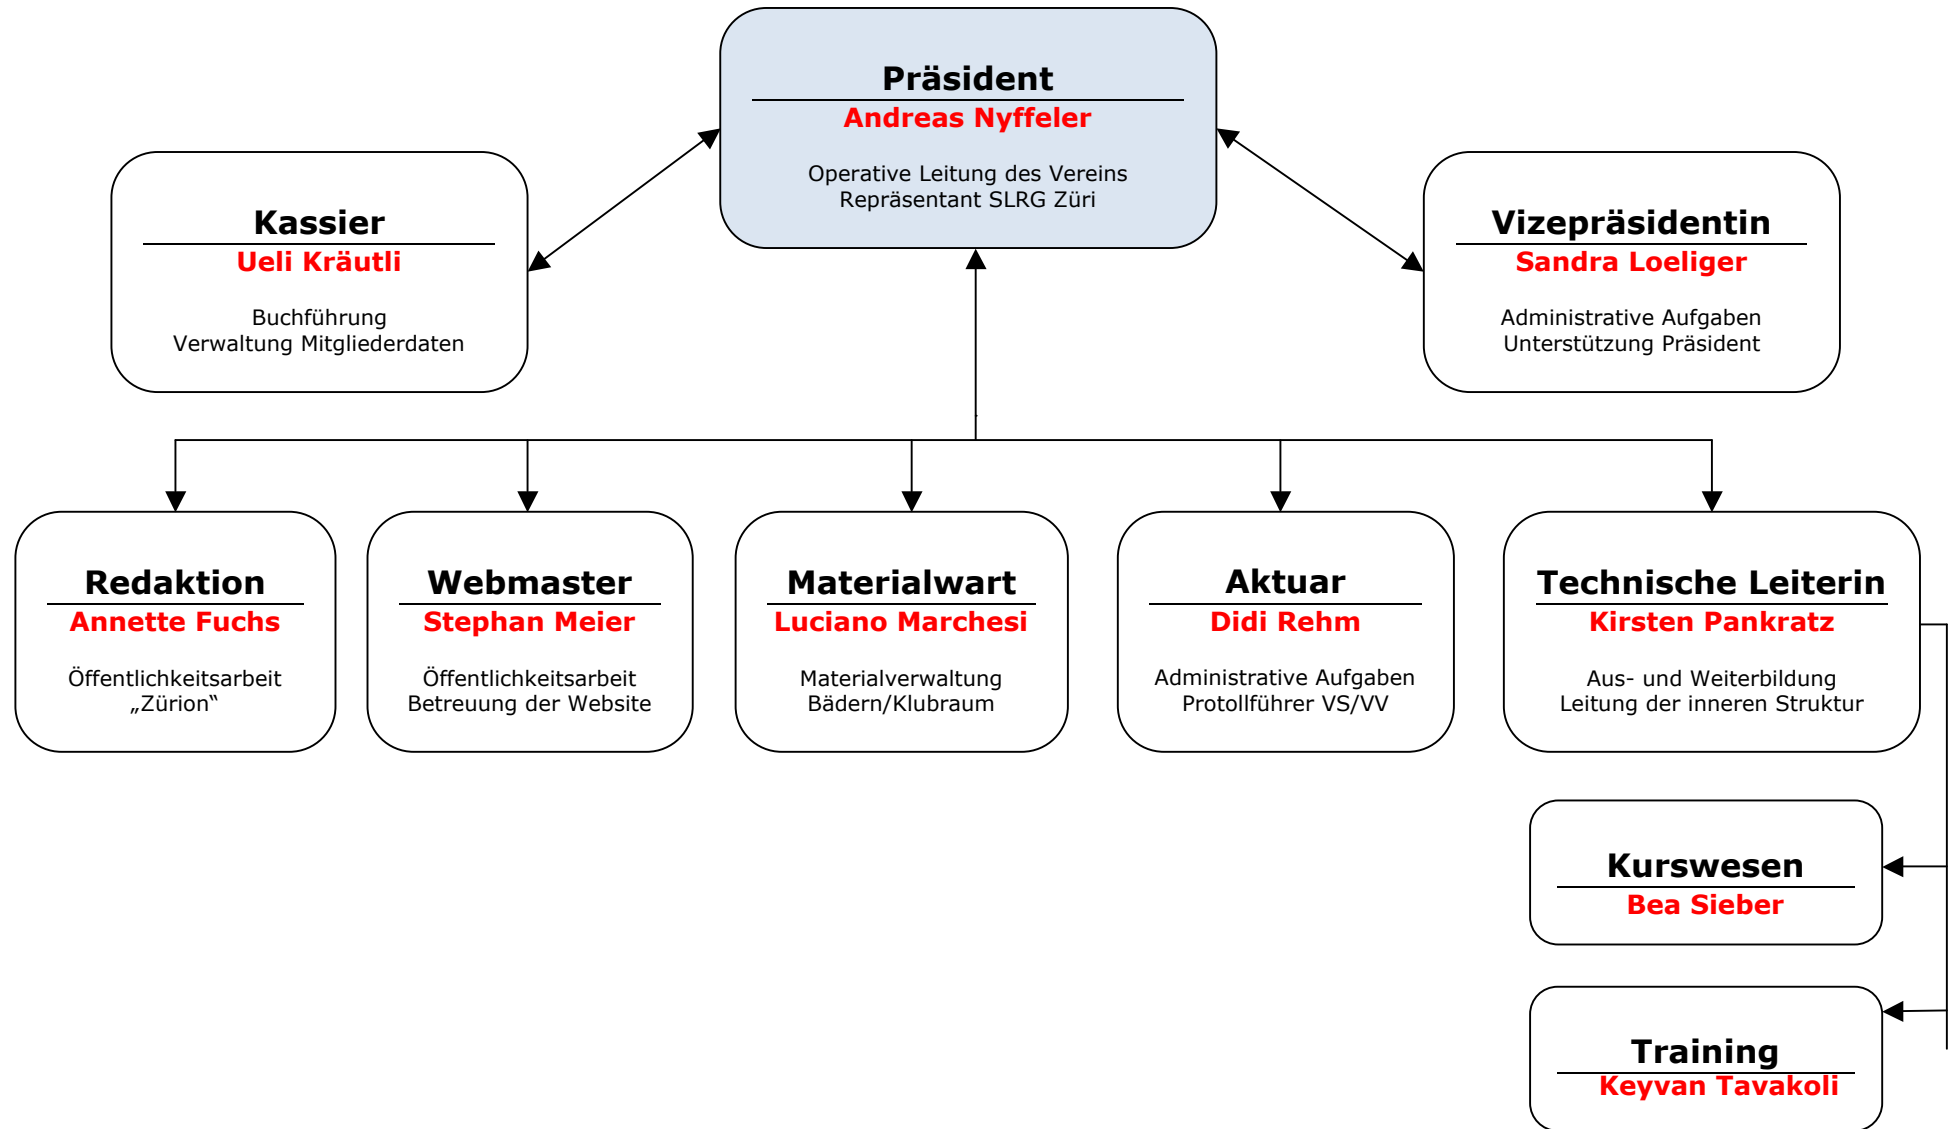 Präsident
Andreas Nyffeler
Operative Leitung des Vereins
Repräsentant SLRG Züri
Kassier
Ueli Kräutli
Buchführung
Verwaltung Mitgliederdaten
Vizepräsidentin
Sandra Loeliger
Administrative Aufgaben
Unterstützung Präsident
Redaktion
Annette Fuchs
Öffentlichkeitsarbeit
„Zürion“
Webmaster
Stephan Meier
Öffentlichkeitsarbeit
Betreuung der Website
Materialwart
Luciano Marchesi
Materialverwaltung
Bädern/Klubraum
Aktuar
Didi Rehm
Administrative Aufgaben
Protollführer VS/VV
Technische Leiterin
Kirsten Pankratz
Aus- und Weiterbildung
Leitung der inneren Struktur
Kurswesen
Bea Sieber
Training
Keyvan Tavakoli